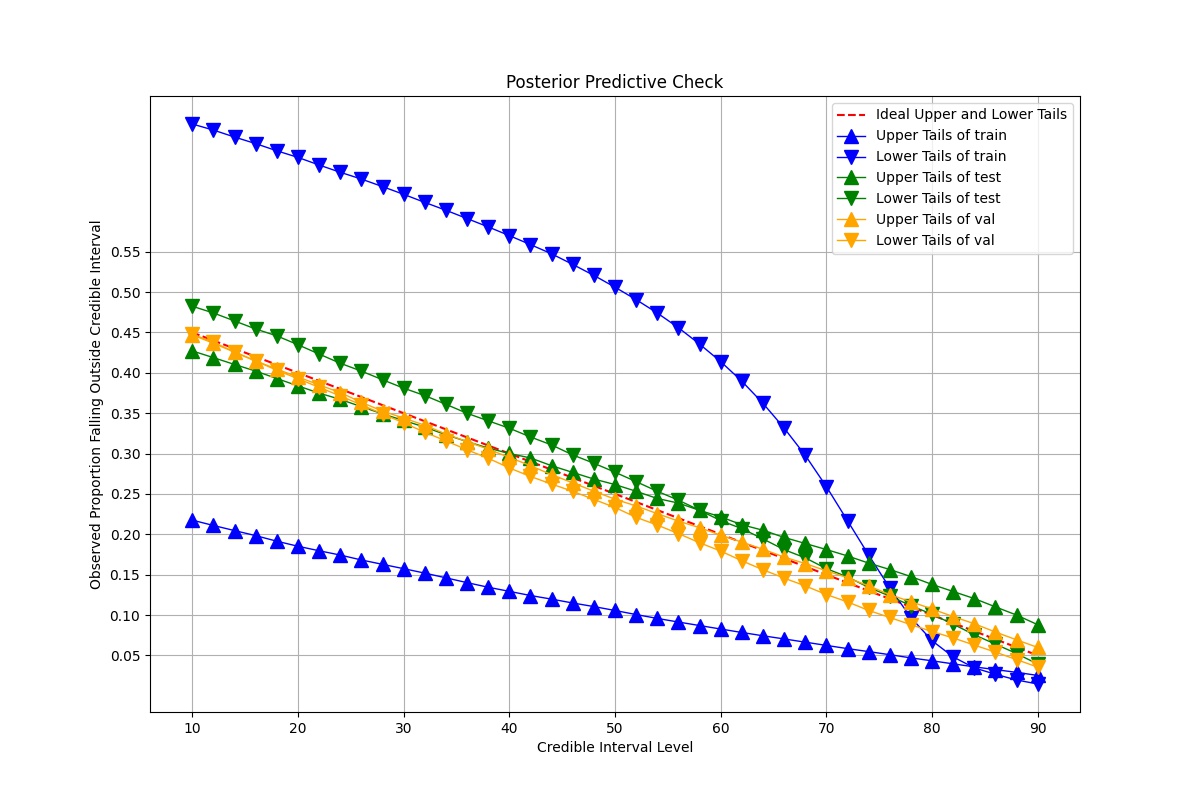 Posterior Predictive Check
Ideal Upper and Lower Tails
Upper Tails of train
Lower Tails of train
Upper Tails of test
Lower Tails of test
Upper Tails of val
Lower Tails of val
Observed Proportion Falling Outside Credible Interval
0.55
0.50
0.45
0.40
0.35
0.30
0.25
0.20
0.15
0.10
0.05
10 20 30 40 50 60 70 80 90
Credible Interval Level